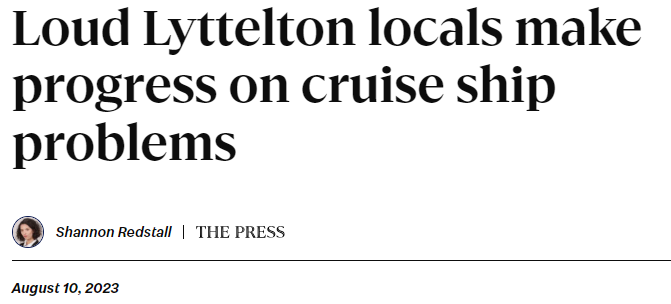 Loud Lyttelton locals make
progress on cruise ship
problems
Shannon Redstall | THE PRESS
August 10, 2023